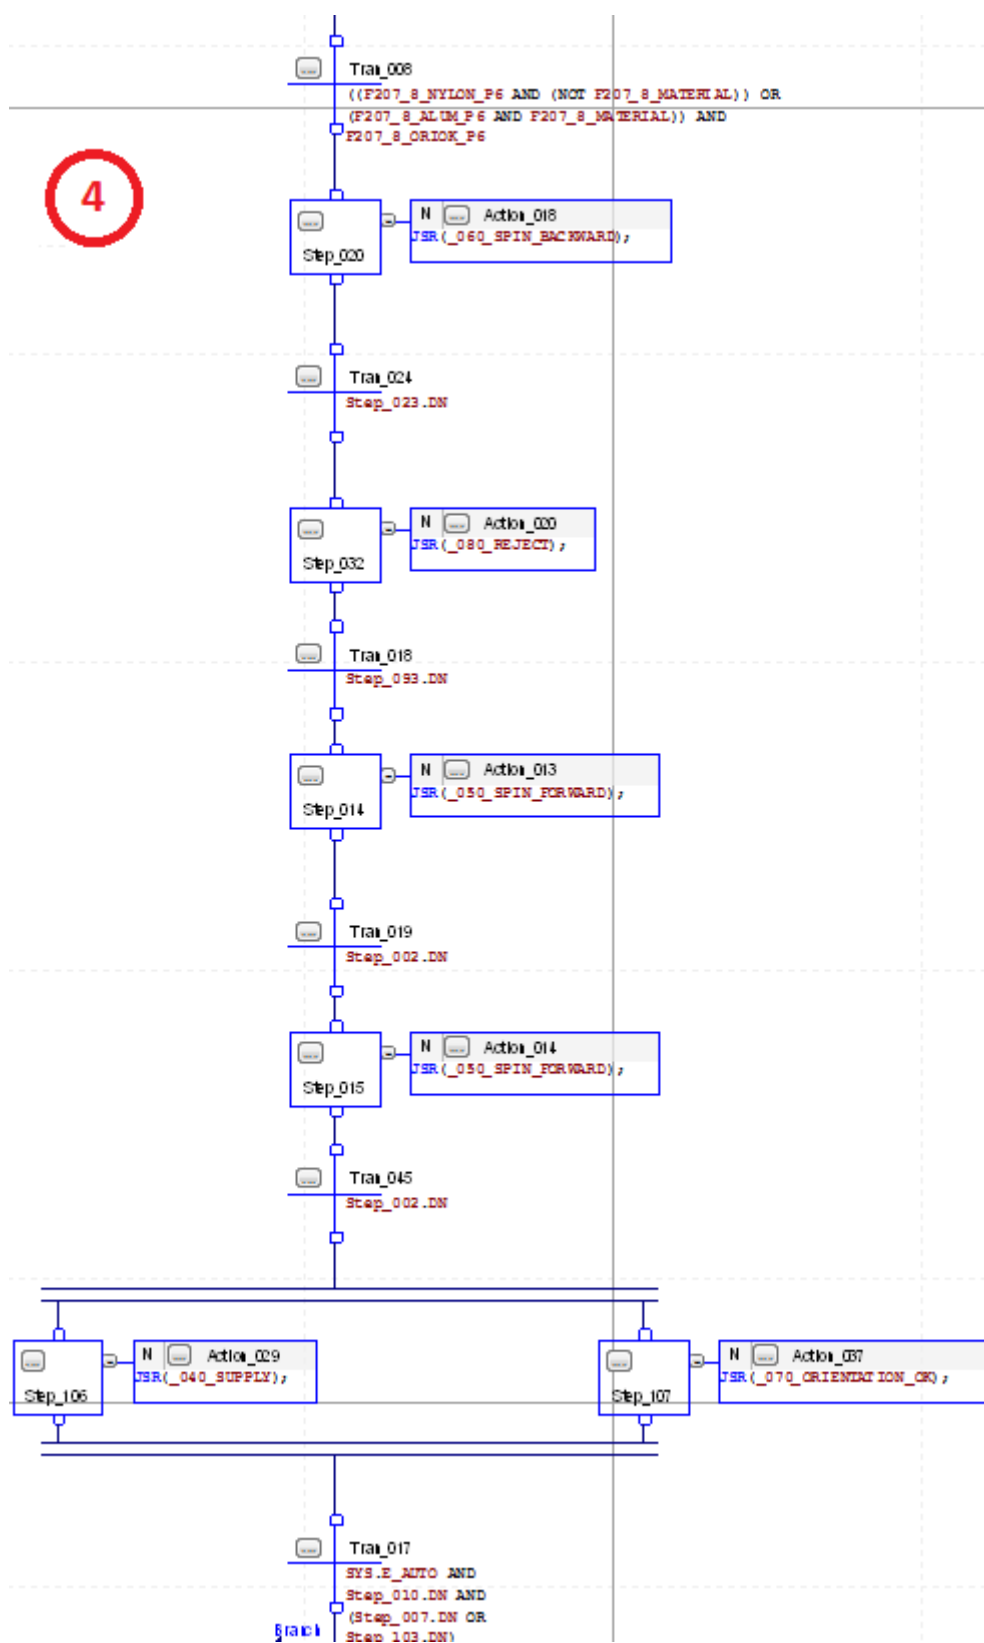 Tran_008
((F207_8_NYLON_P6 AND (NOT F207_8_MATERIAL)) OR
(F207_8_ALUM_P6 AND F207_8_MATERIAL)) AND
F207_8_ORIOK_P6
4
N ... Action_018
JSR(_060_SPIN_BACKWARD);
Step_020
Tran_024
Step_023.DN
N ... Action_020
JSR(_080_REJECT);
Step_032
Tran_018
Step_093.DN
N ... Action_013
JSR(_050_SPIN_FORWARD);
Step_014
Tran_019
Step_002.DN
N ... Action_014
JSR(_050_SPIN_FORWARD);
Step_015
Tran_045
Step_002.DN
N ... Action_029
JSR(_040_SUPPLY);
Step_106
N ... Action_037
JSR(_070_ORIENTATION_OK);
Step_107
Tran_017
SYS.E_AUTO AND
Step_010.DN AND
(Step_007.DN OR
Step_103.DN)
Branch